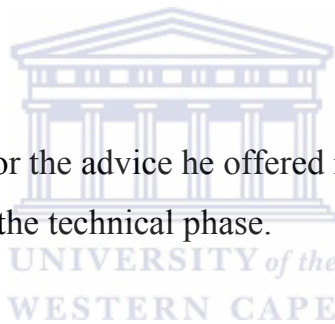 or the advice he offered
the technical phase.
UNIVERSITY of the
WESTERN CAPE